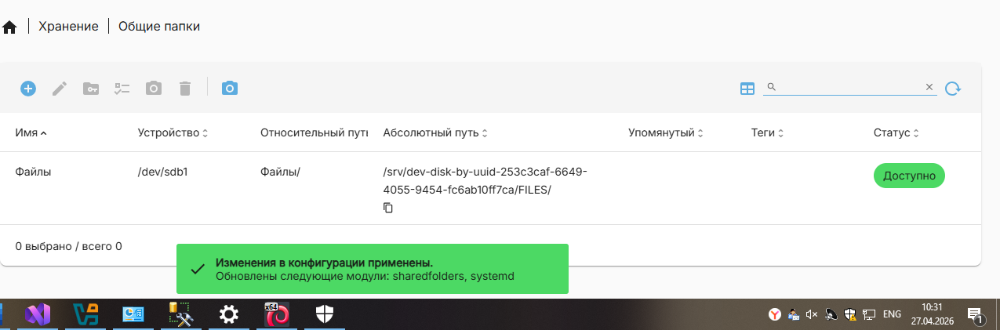 Хранение | Общие папки
Имя Устройство Относительный путь Абсолютный путь Упомянутый Теги Статус
Файлы /dev/sdb1 Файлы/ /srv/dev-disk-by-uuid-253c3caf-6649-
4055-9454-fc6ab10ff7ca/FILES/ Доступно
0 выбрано / всего 0
Изменения в конфигурации применены.
Обновлены следующие модули: sharedfolders, systemd
x64
ENG
10:31
27.04.2026
1